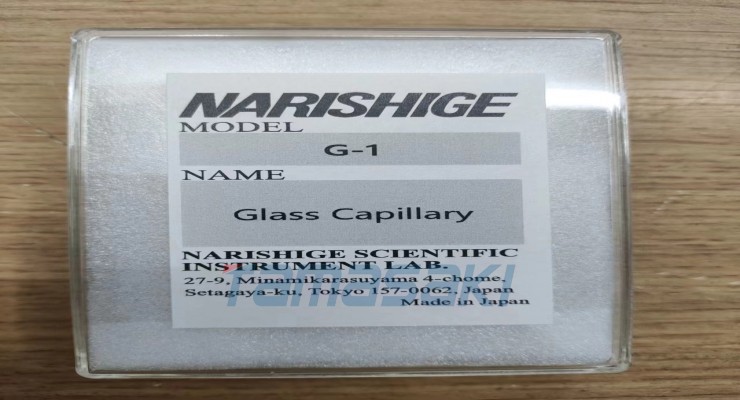 NARISHIGE
MODEL
G-1
NAME
Glass Capillary
NARISHIGE SCIENTIFIC
INSTRUMENT LAB.
Tamasaki
27-9, Minamikarasuyama 4-chome,
Setagaya-ku, Tokyo 157-0062, Japan
Made in Japan